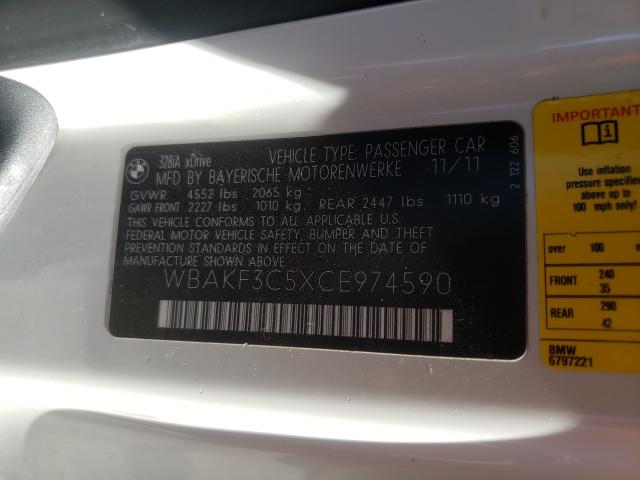 BMW
328iA xDrive
VEHICLE TYPE: PASSENGER CAR
MFD BY BAYERISCHE MOTORENWERKE 11/11
GVWR 4552 lbs 2065 kg
GAWR FRONT 2227 lbs 1010 kg REAR 2447 lbs 1110 kg
THIS VEHICLE CONFORMS TO ALL APPLICABLE U.S.
FEDERAL MOTOR VEHICLE SAFETY, BUMPER AND THEFT
PREVENTION STANDARDS IN EFFECT ON THE DATE OF
MANUFACTURE SHOWN ABOVE.
WBAKF3C5XCE974590
2 122 606
IMPORTANT
Use inflation
pressure specified
above up to
100 mph only!
over 100
FRONT 240
35
REAR 290
42
BMW
6797221